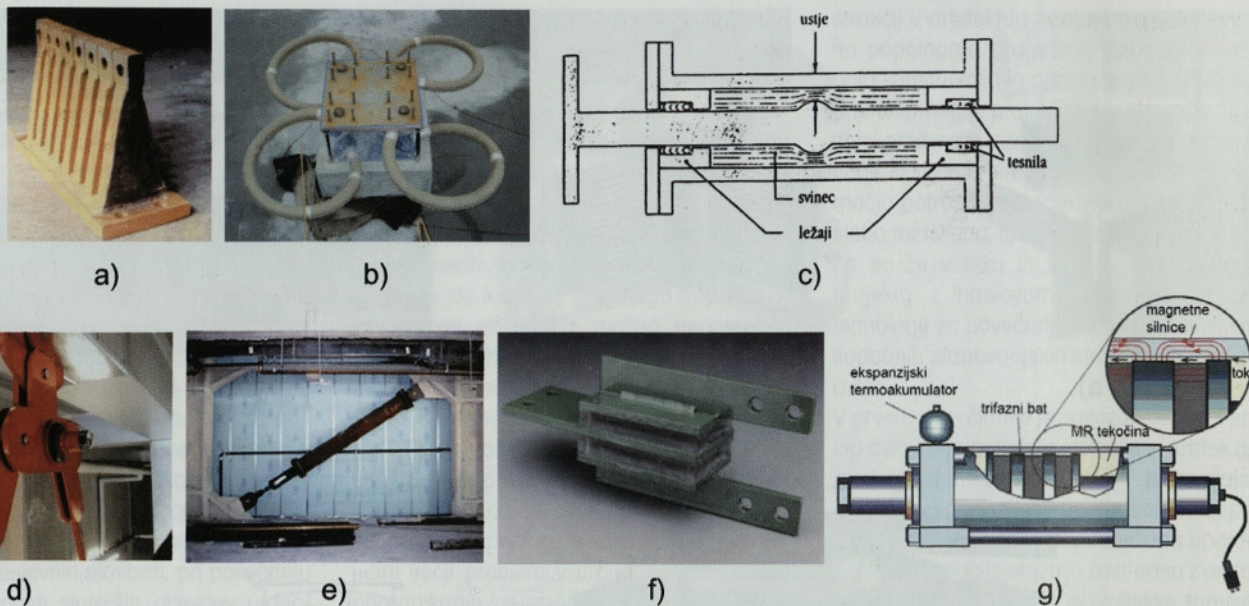 ustje
tesnila
svinec
ležaji
a)
b)
c)
magnetne
silnice
tok
ekspanzijski
termoakumulator
trifazni bat
MR tekočina
d)
e)
f)
g)